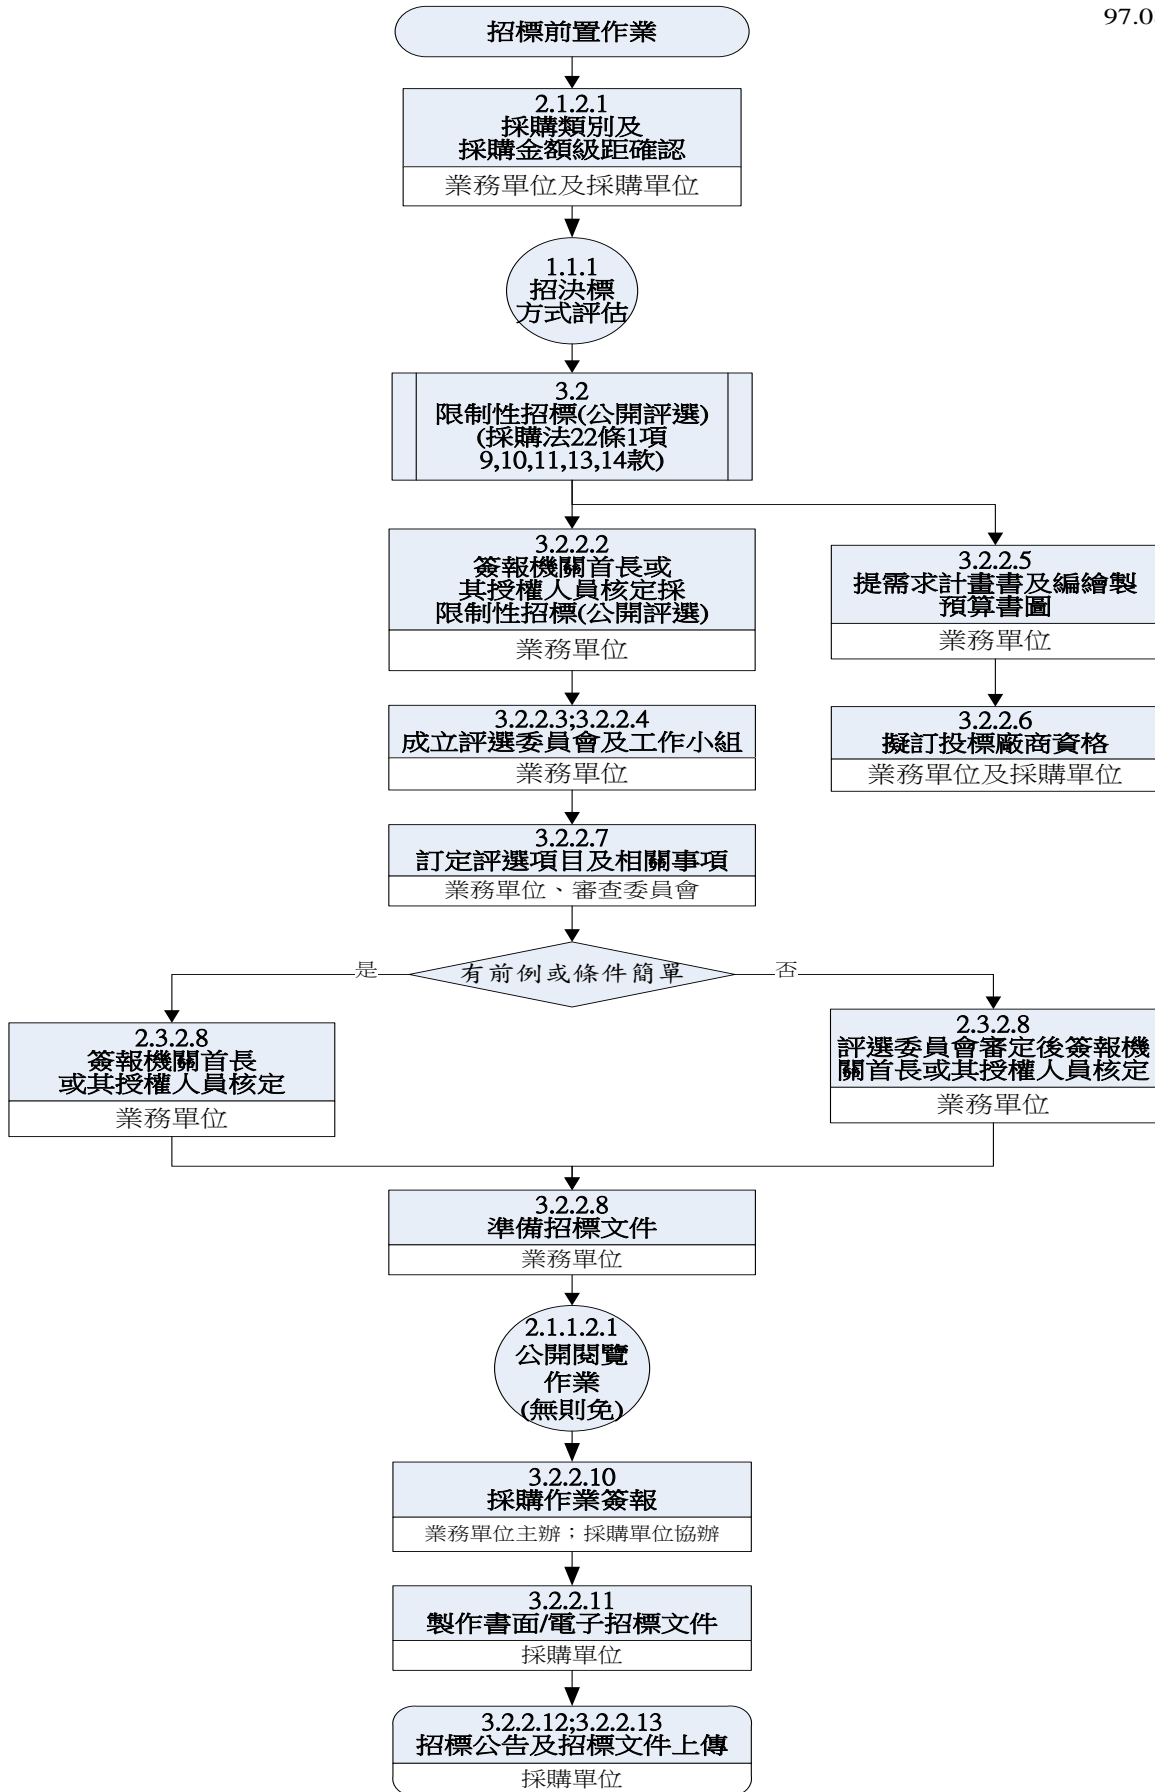 97.0
招標前置作業
2.1.2.1
採購類別及
採購金額級距確認
業務單位及採購單位
1.1.1
招決標
方式評估
3.2
限制性招標(公開評選)
(採購法22條1項
9,10,11,13,14款)
3.2.2.2
簽報機關首長或
其授權人員核定採
限制性招標(公開評選)
業務單位
3.2.2.5
提需求計畫書及編繪製
預算書圖
業務單位
3.2.2.3;3.2.2.4
成立評選委員會及工作小組
業務單位
3.2.2.6
擬訂投標廠商資格
業務單位及採購單位
3.2.2.7
訂定評選項目及相關事項
業務單位、審查委員會
有前例或條件簡單
是
否
2.3.2.8
簽報機關首長
或其授權人員核定
業務單位
2.3.2.8
評選委員會審定後簽報機
關首長或其授權人員核定
業務單位
3.2.2.8
準備招標文件
業務單位
2.1.1.2.1
公開閱覽
作業
(無則免)
3.2.2.10
採購作業簽報
業務單位主辦；採購單位協辦
3.2.2.11
製作書面/電子招標文件
採購單位
3.2.2.12;3.2.2.13
招標公告及招標文件上傳
採購單位